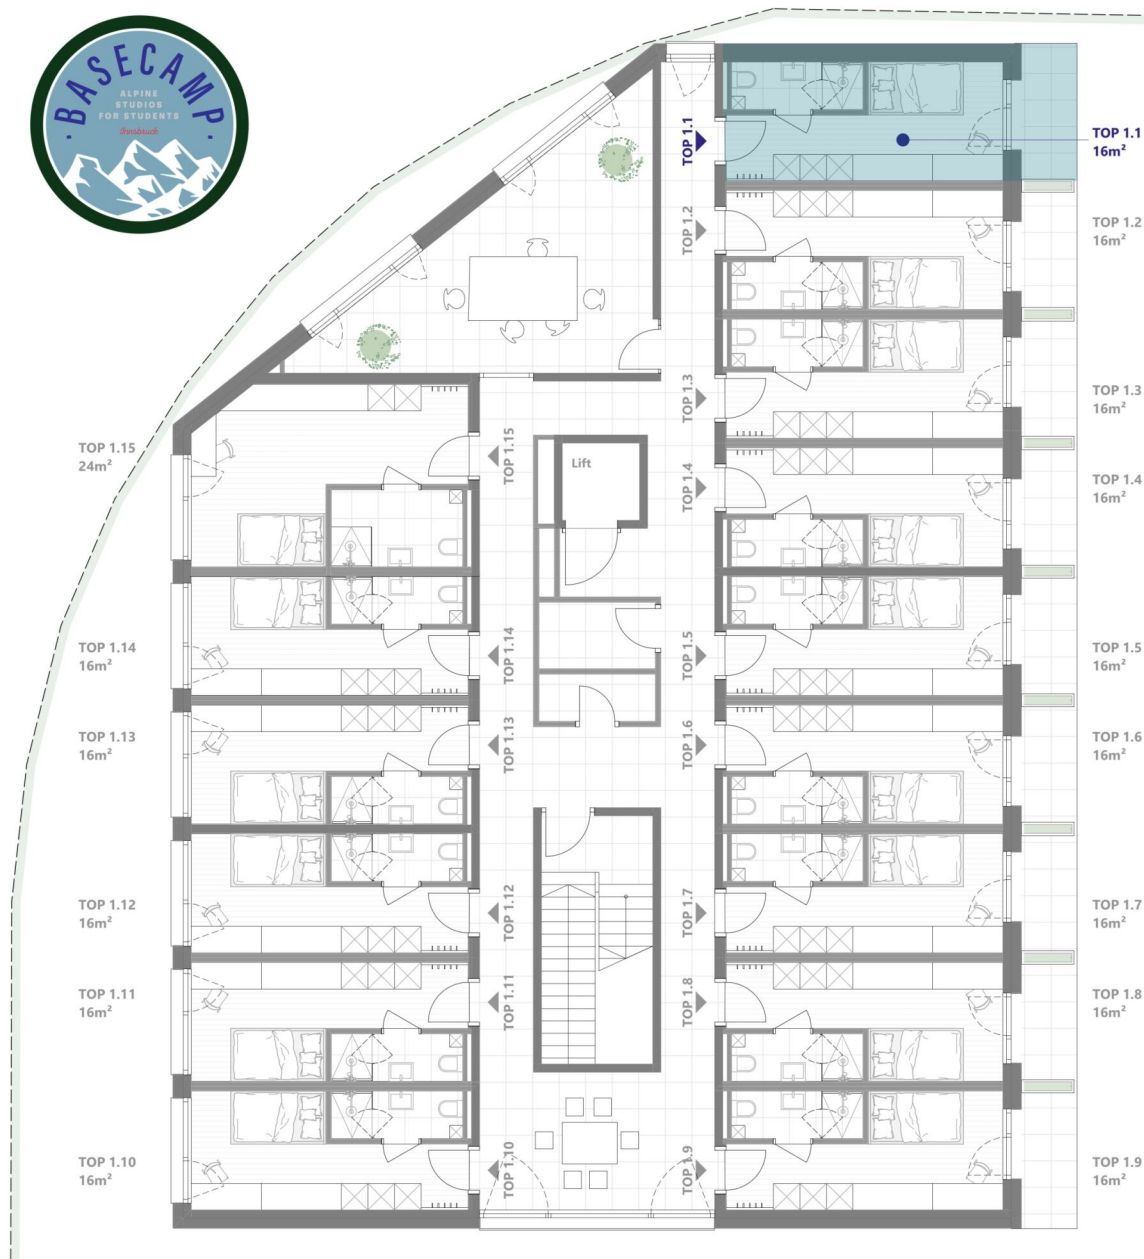 BASECAMP
ALPINE
STUDIOS
FOR STUDENTS
Innsbruck
TOP 1.1
TOP 1.1
16m²
TOP 1.2
TOP 1.2
16m²
TOP 1.3
TOP 1.3
16m²
TOP 1.15
24m²
TOP 1.15
Lift
TOP 1.4
TOP 1.4
16m²
TOP 1.14
16m²
TOP 1.14
TOP 1.5
TOP 1.5
16m²
TOP 1.13
16m²
TOP 1.13
TOP 1.6
TOP 1.6
16m²
TOP 1.12
16m²
TOP 1.12
TOP 1.7
TOP 1.7
16m²
TOP 1.11
16m²
TOP 1.11
TOP 1.8
TOP 1.8
16m²
TOP 1.10
16m²
TOP 1.10
TOP 1.9
TOP 1.9
16m²